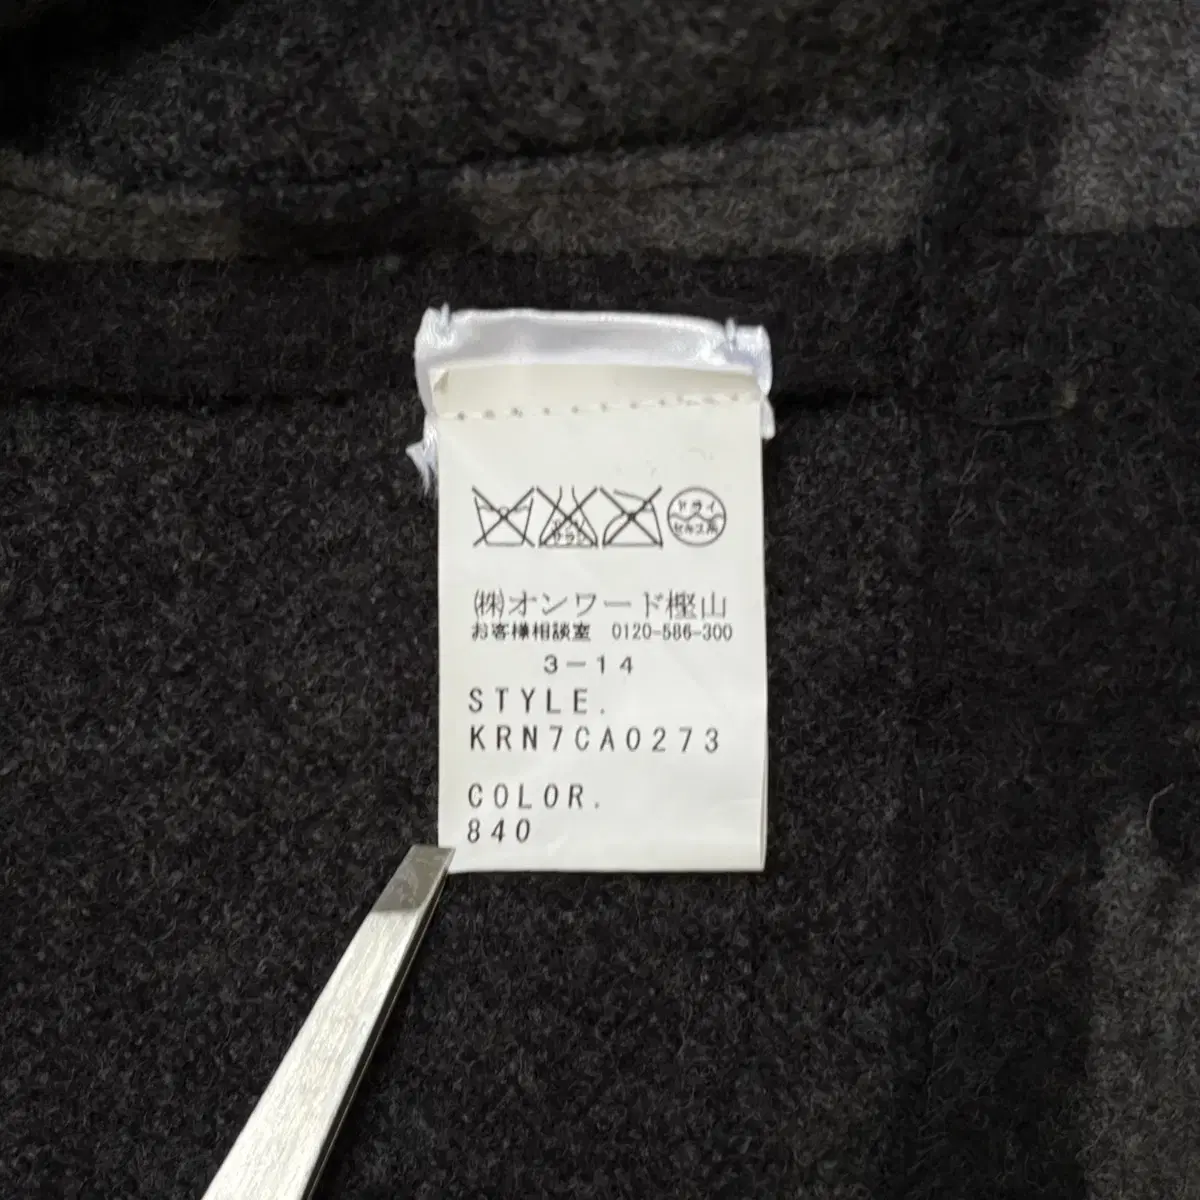 ドライ
セキユ系
㈱オンワード樫山
お客様相談室 0120-586-300
3-14
STYLE.
KRN7CA0273
COLOR.
840